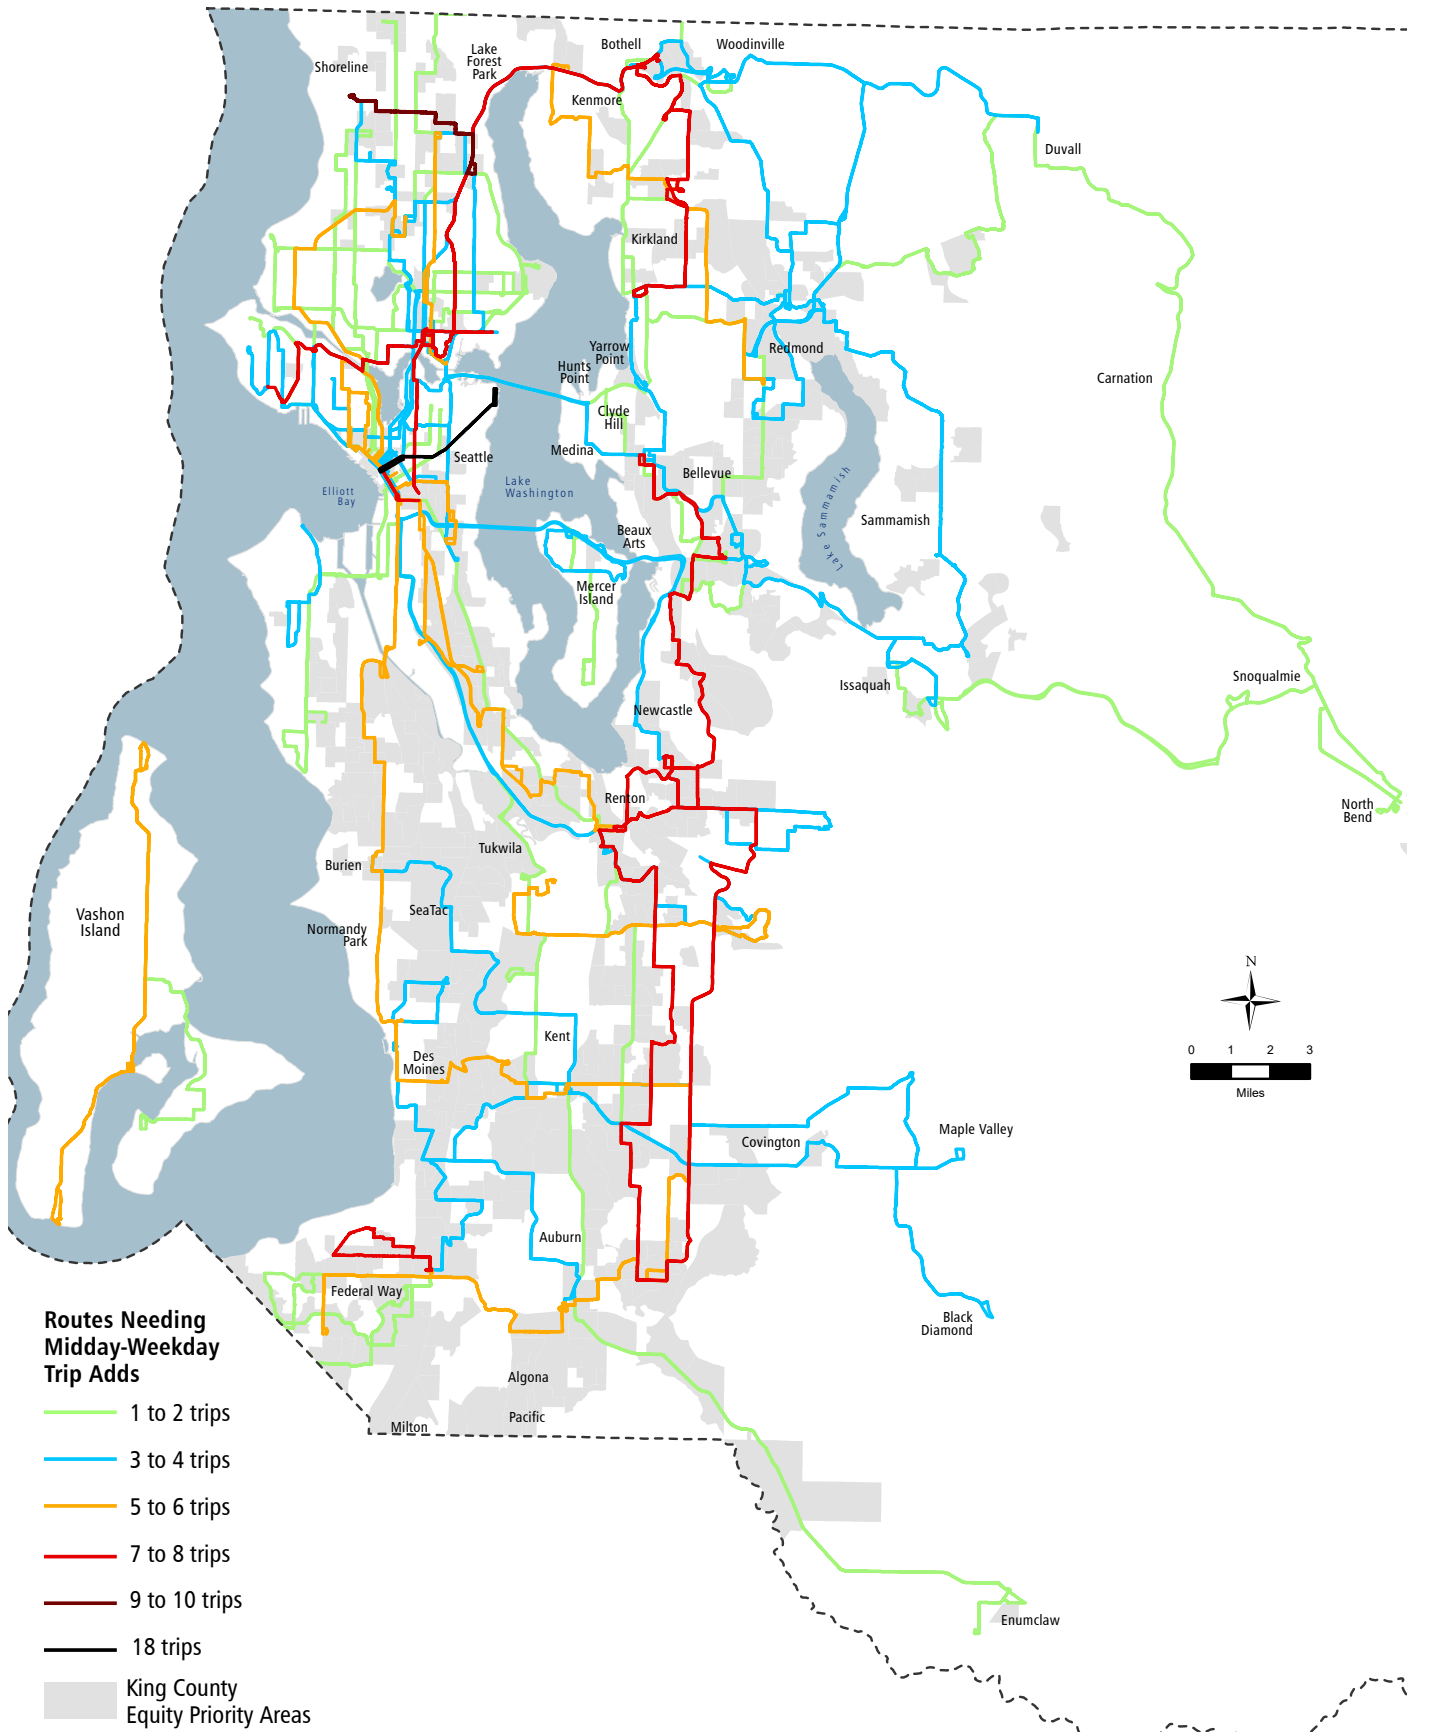 Bothell
Woodinville
Lake
Forest
Park
Shoreline
Kenmore
Duvall
Kirkland
Yarrow
Point
Redmond
Hunts
Point
Carnation
Clyde
Hill
Medina
Seattle
Bellevue
Lake
Washington
Elliott
Bay
Lake Sammamish
Sammamish
Beaux
Arts
Mercer
Island
Snoqualmie
Issaquah
Newcastle
Renton
North
Bend
Tukwila
Burien
SeaTac
Vashon
Island
Normandy
Park
N
Kent
Des
Moines
0 1 2 3
Miles
Covington
Maple Valley
Auburn
Federal Way
Black
Diamond
Algona
Pacific
Milton
Enumclaw
Routes Needing
Midday-Weekday
Trip Adds
1 to 2 trips
3 to 4 trips
5 to 6 trips
7 to 8 trips
9 to 10 trips
18 trips
King County
Equity Priority Areas